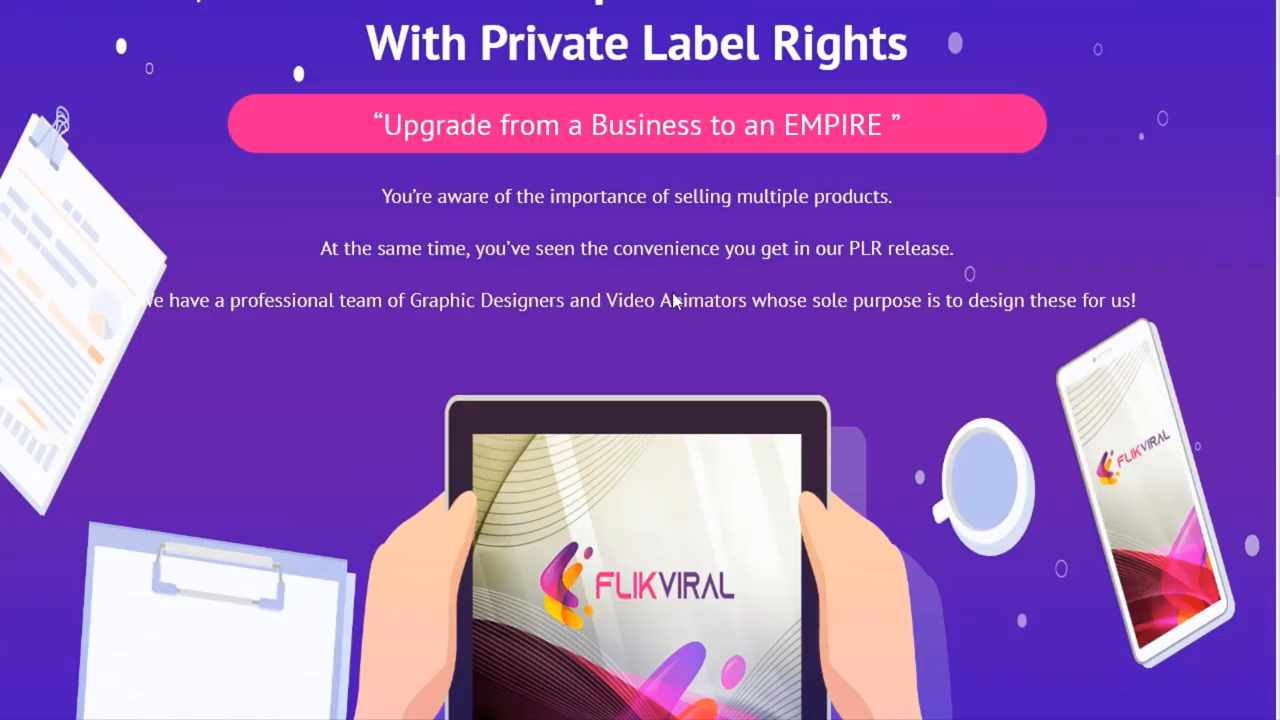 With Private Label Rights
“Upgrade from a Business to an EMPIRE ”
You’re aware of the importance of selling multiple products.
At the same time, you’ve seen the convenience you get in our PLR release.
have a professional team of Graphic Designers and Video Animators whose sole purpose is to design these for us!
FLIKVIRAL
FLIKVIRAL